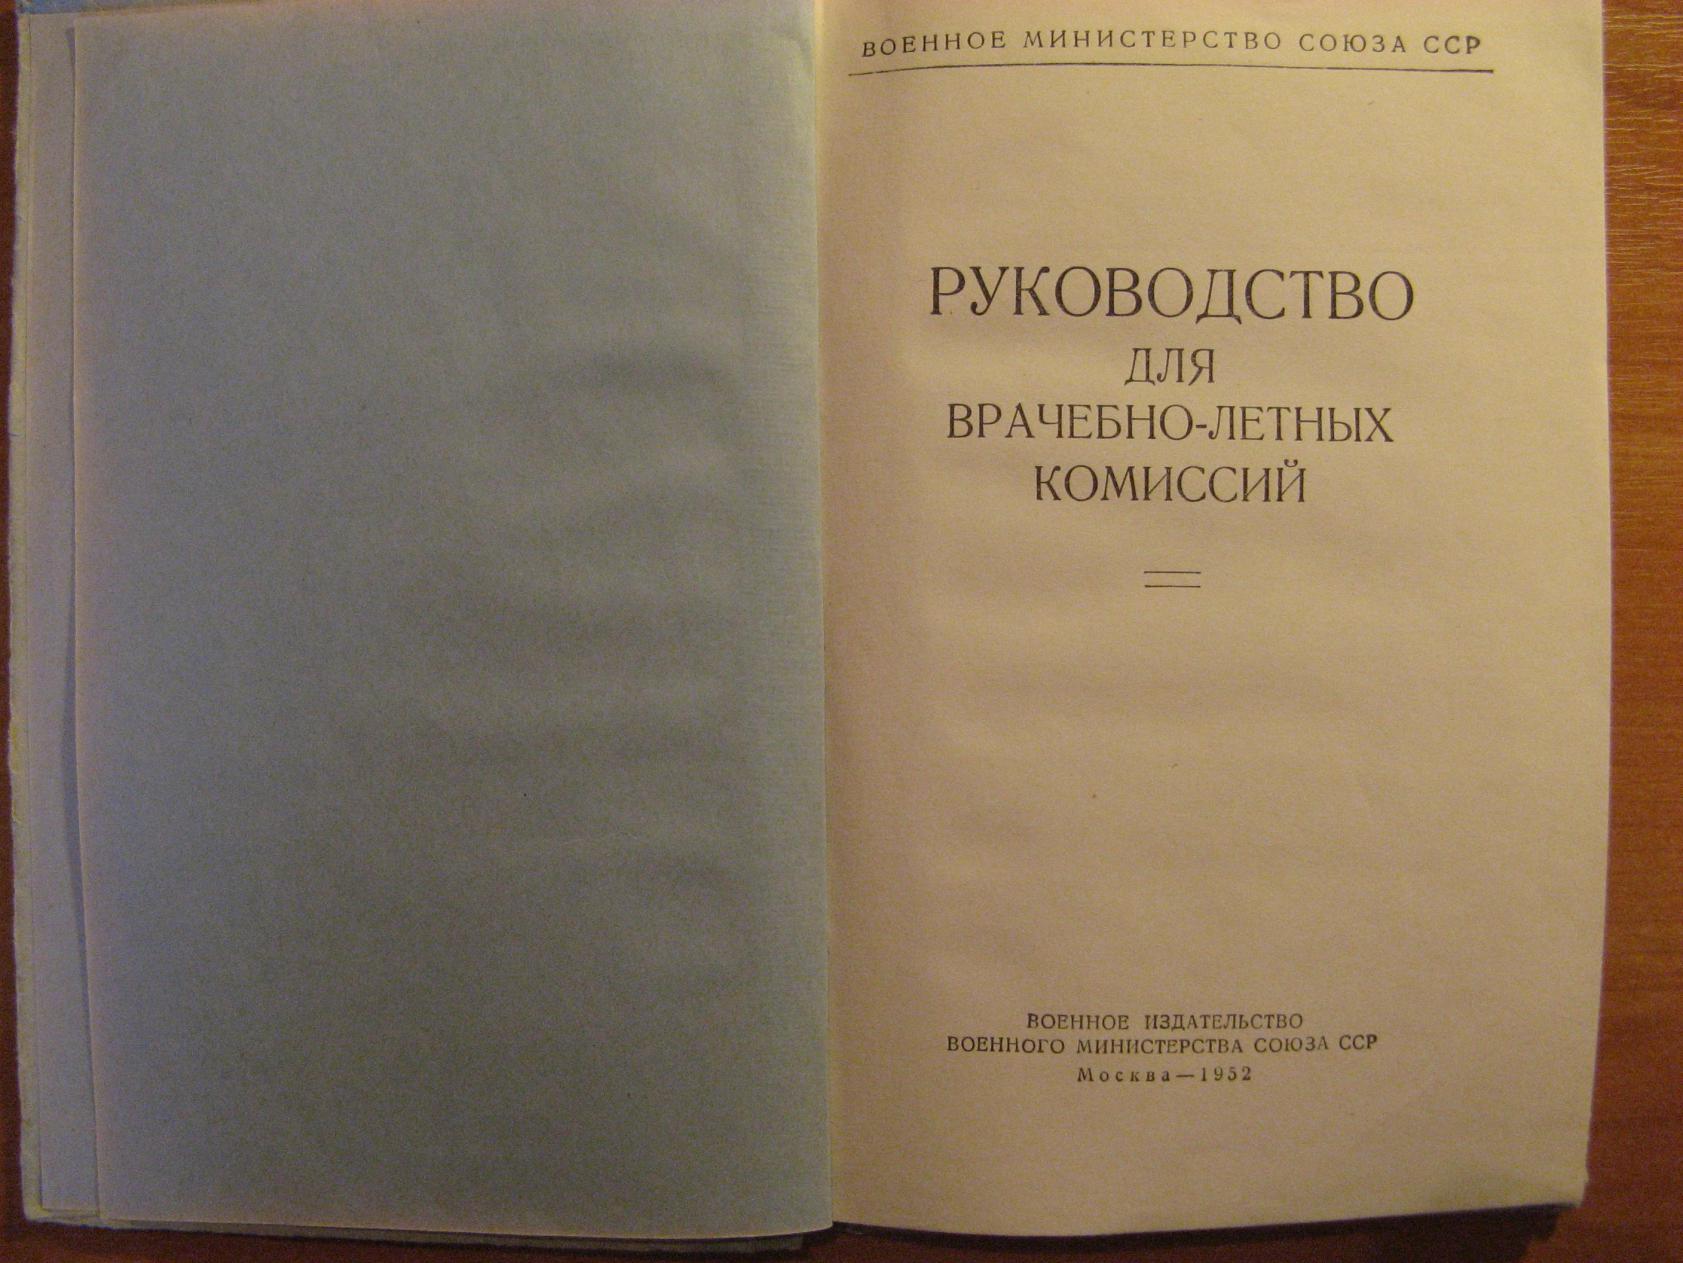 ВОЕННОЕ МИНИСТЕРСТВО СОЮЗА ССР
РУКОВОДСТВО
ДЛЯ
ВРАЧЕБНО-ЛЕТНЫХ
КОМИССИЙ
ВОЕННОЕ ИЗДАТЕЛЬСТВО
ВОЕННОГО МИНИСТЕРСТВА СОЮЗА ССР
Москва—1952